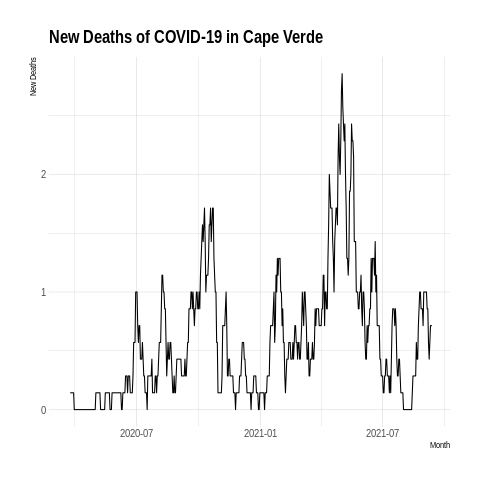 New Deaths of COVID-19 in Cape Verde
New Deaths
2
1
0
2020-07
2021-01
2021-07
Month